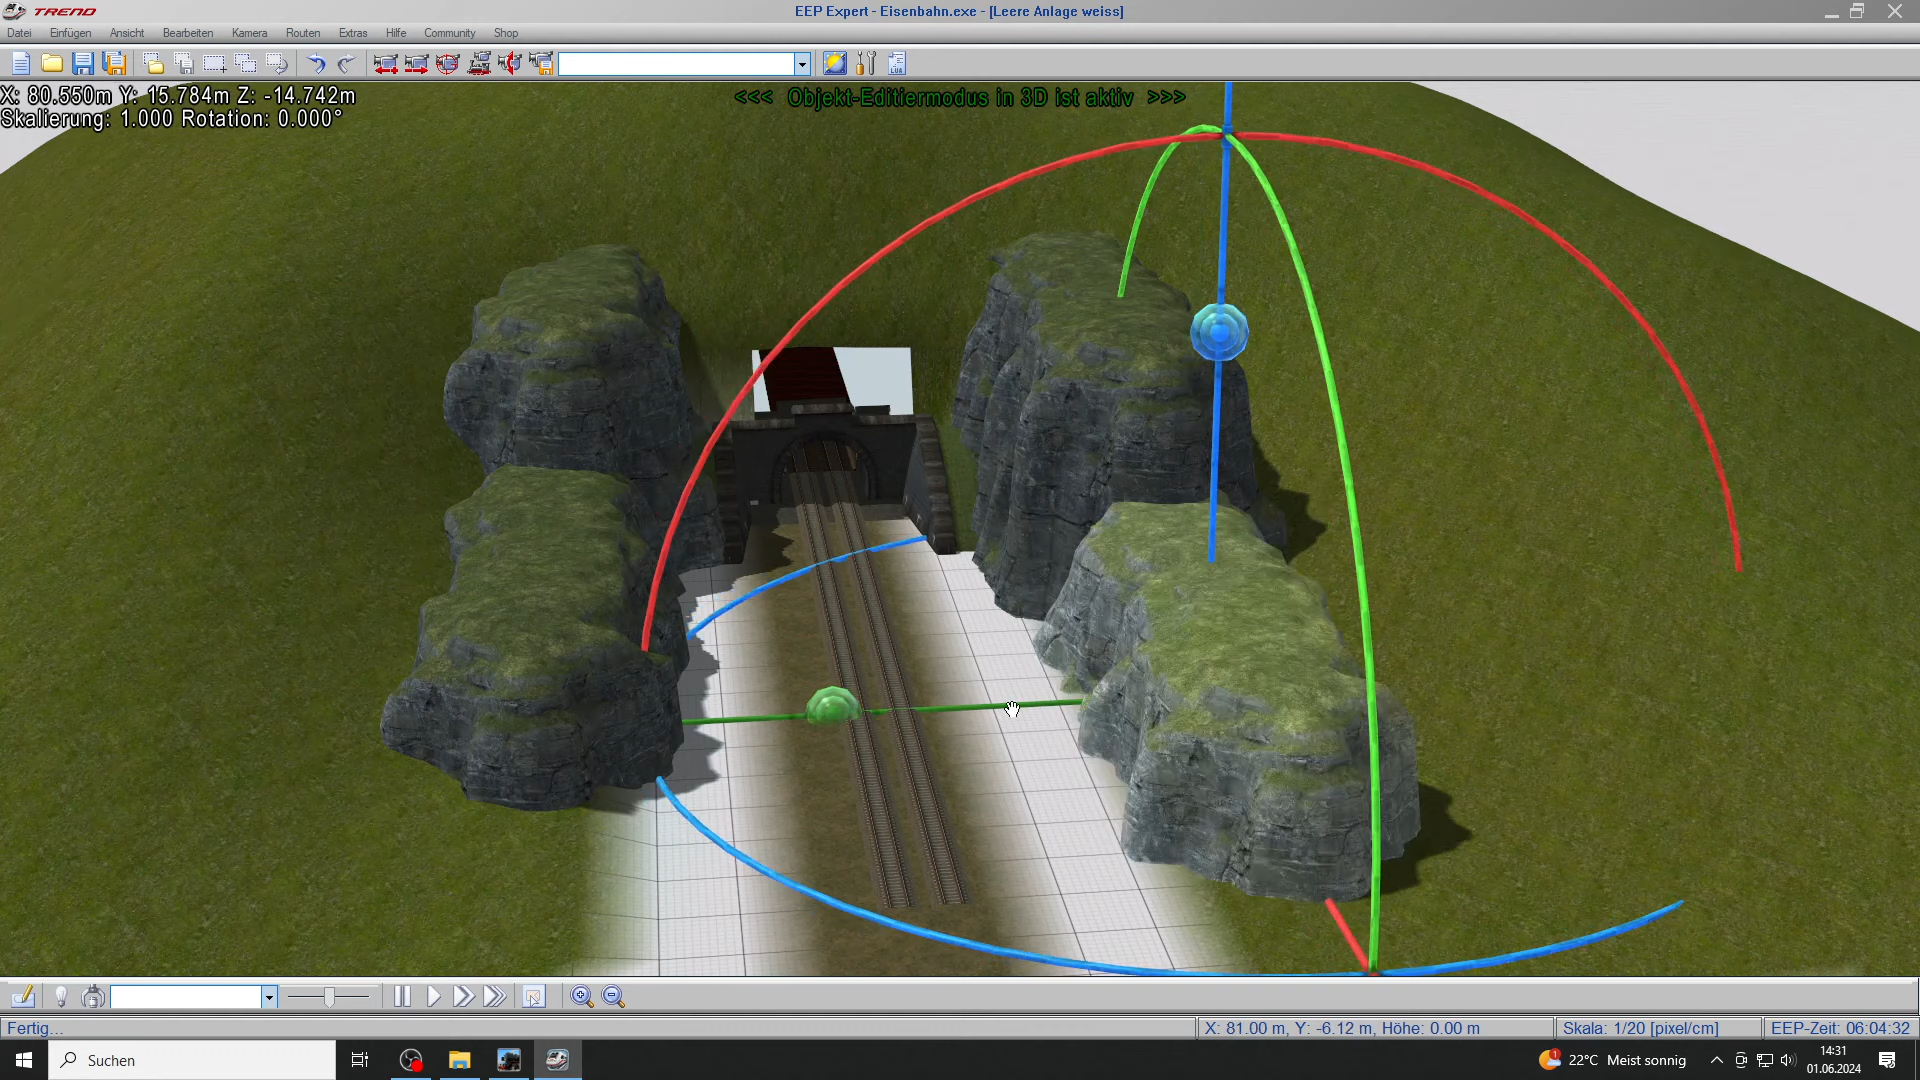 TREND
EEP Expert - Eisenbahn.exe - [Leere Anlage weiss]
Datei Einfügen Ansicht Bearbeiten Kamera Routen Extras Hilfe Community Shop
LUA
X: 80.550m Y: 15.784m Z: -14.742m
<<< Objekt-Editiermodus in 3D ist aktiv >>>
Skalierung: 1.000 Rotation: 0.000°
Fertig...
X: 81.00 m, Y: -6.12 m, Höhe: 0.00 m
Skala: 1/20 [pixel/cm]
EEP-Zeit: 06:04:32
Suchen
1
22°C Meist sonnig
14:31
01.06.2024